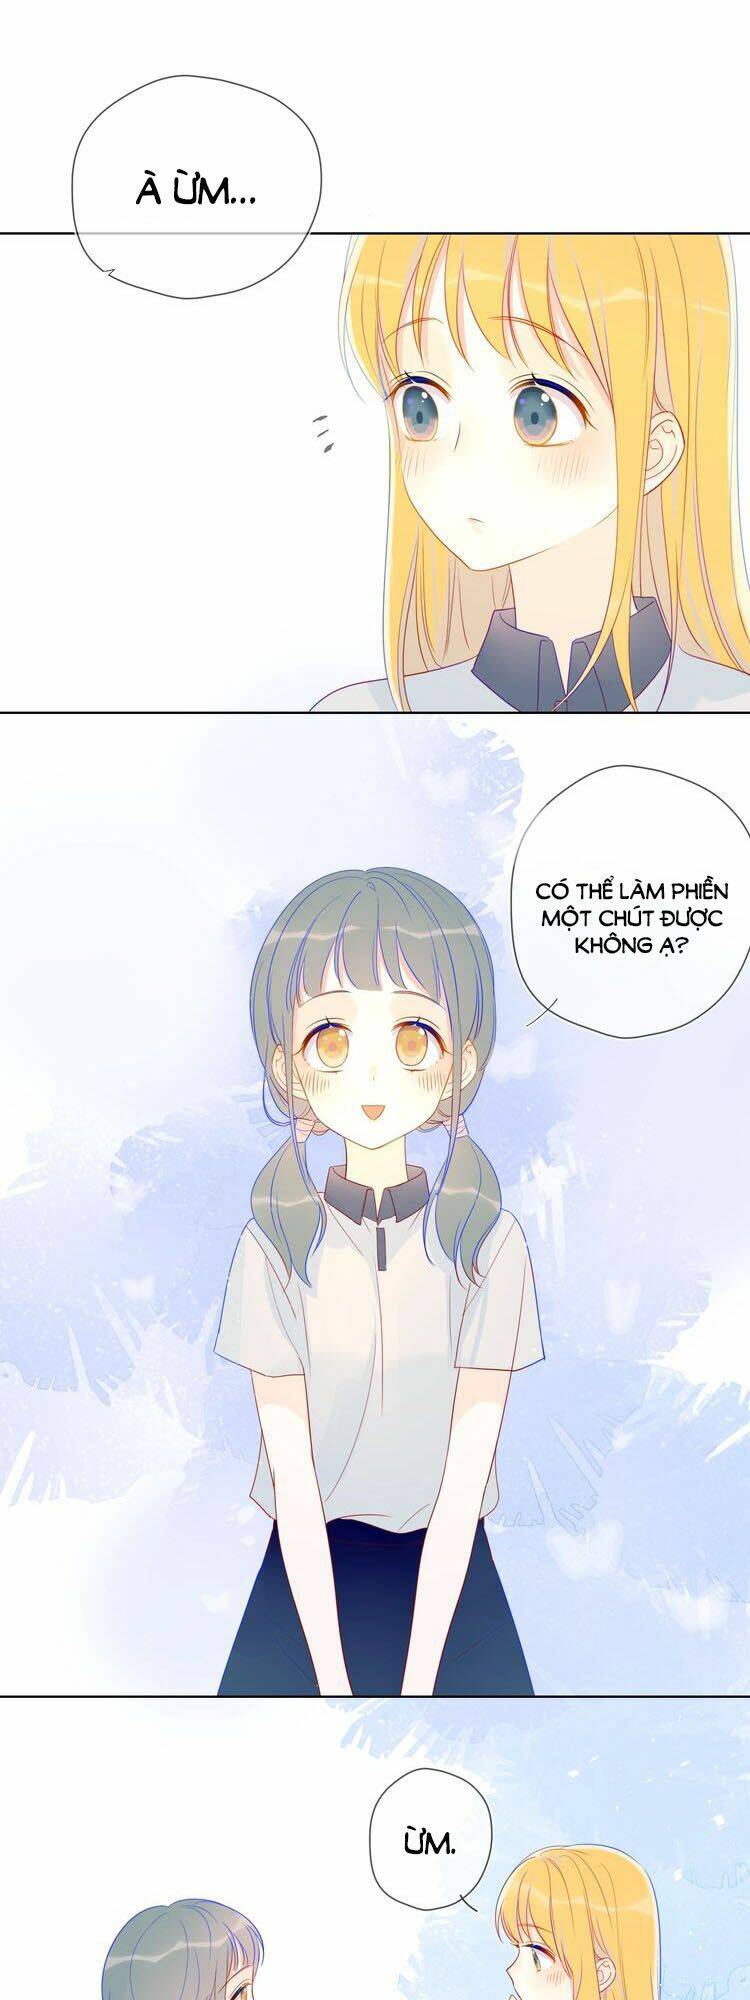 À ỪM...
CÓ THỂ LÀM PHIỀN
MỘT CHÚT ĐƯỢC
KHÔNG Ạ?
ỪM.